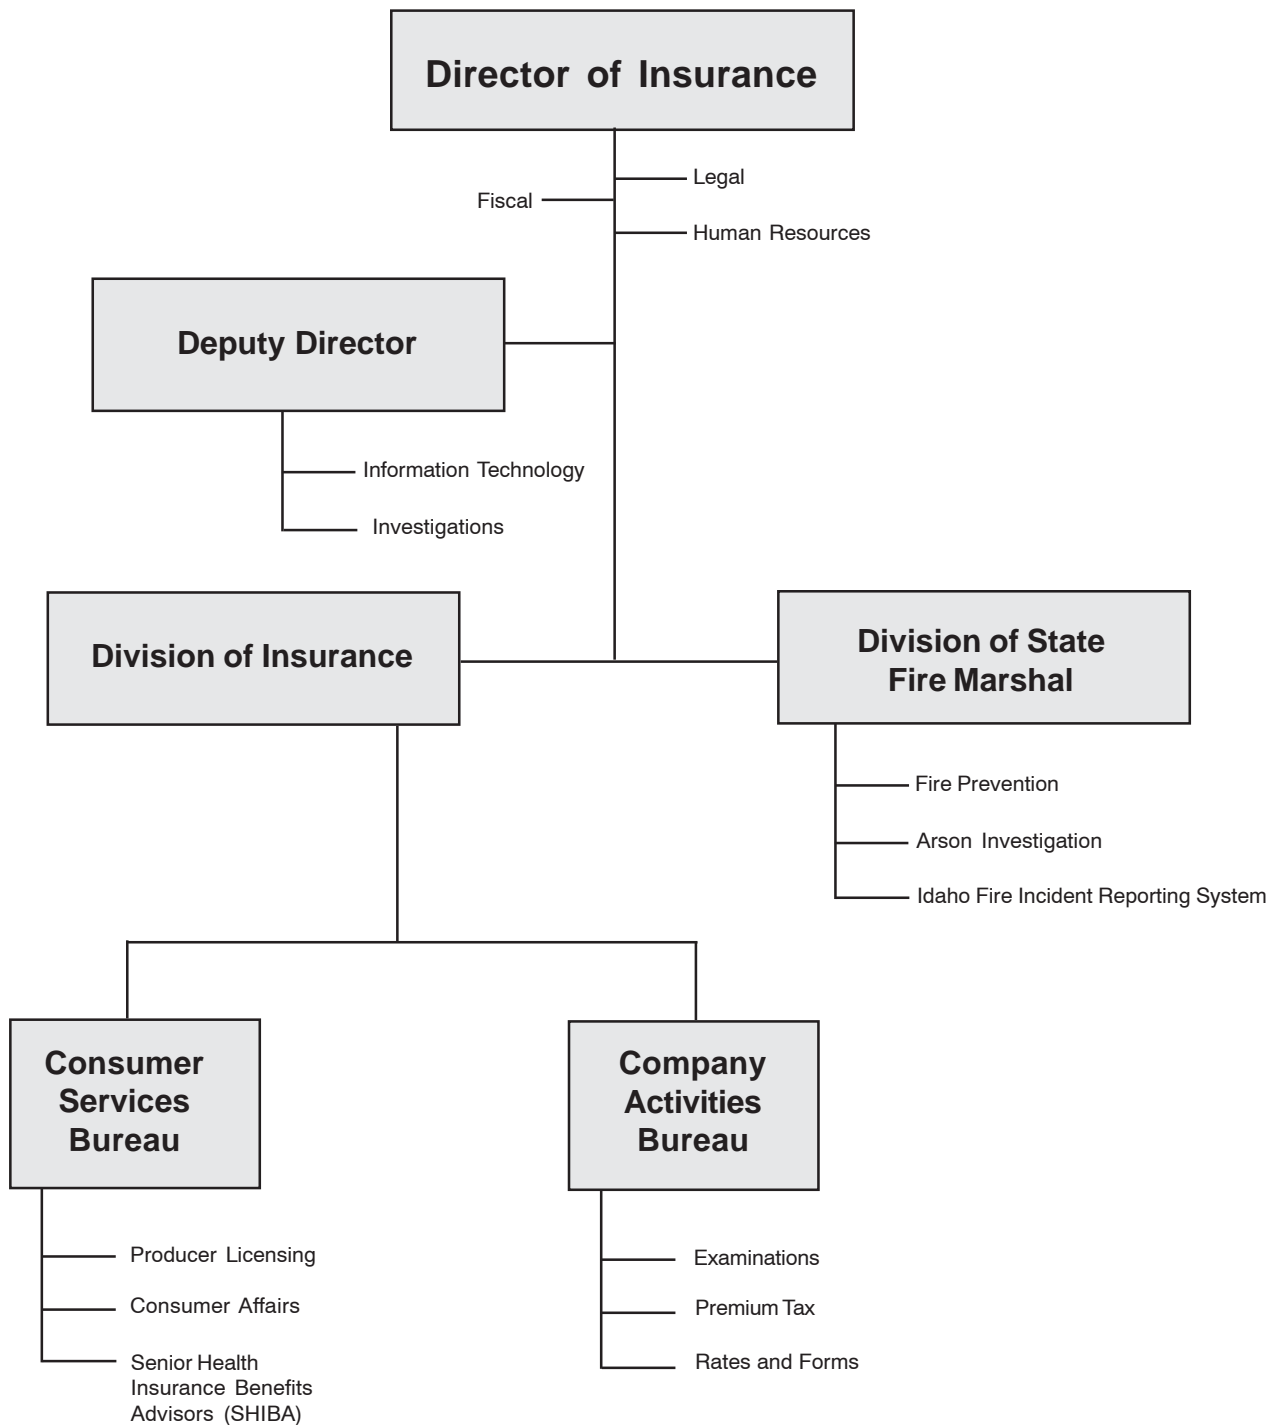 Director of Insurance
Legal
Fiscal
Human Resources
Deputy Director
Information Technology
Investigations
Division of Insurance
Division of State
Fire Marshal
Fire Prevention
Arson Investigation
Idaho Fire Incident Reporting System
Consumer
Services
Bureau
Company
Activities
Bureau
Producer Licensing
Consumer Affairs
Senior Health
Insurance Benefits
Advisors (SHIBA)
Examinations
Premium Tax
Rates and Forms